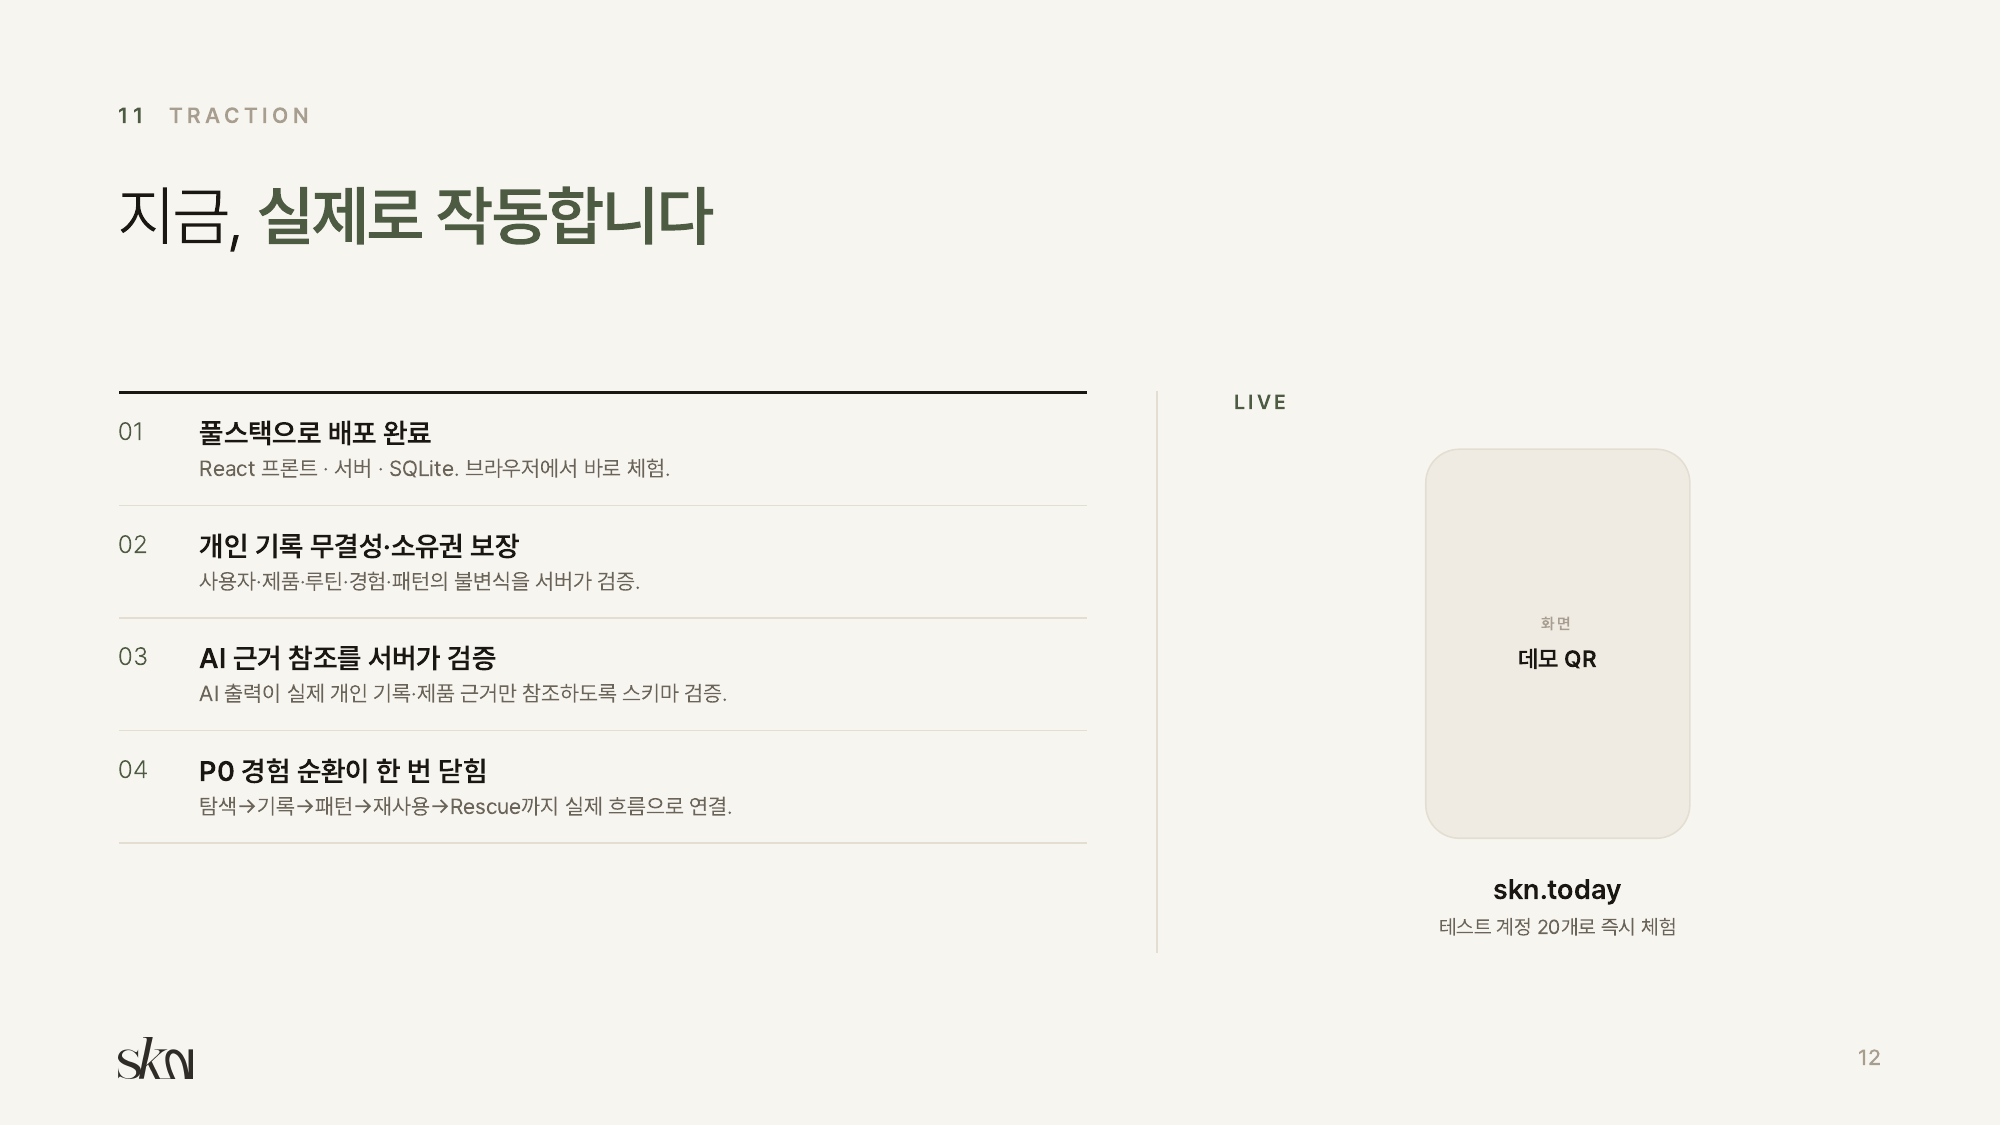 11 TRACTION
지금, 실제로 작동합니다
01 풀스택으로 배포 완료
React 프론트 · 서버 · SQLite. 브라우저에서 바로 체험.
02 개인 기록 무결성·소유권 보장
사용자·제품·루틴·경험·패턴의 불변식을 서버가 검증.
03 AI 근거 참조를 서버가 검증
AI 출력이 실제 개인 기록·제품 근거만 참조하도록 스키마 검증.
04 P0 경험 순환이 한 번 닫힘
탐색→기록→패턴→재사용→Rescue까지 실제 흐름으로 연결.
LIVE
화면
데모 QR
skn.today
테스트 계정 20개로 즉시 체험
skn
12